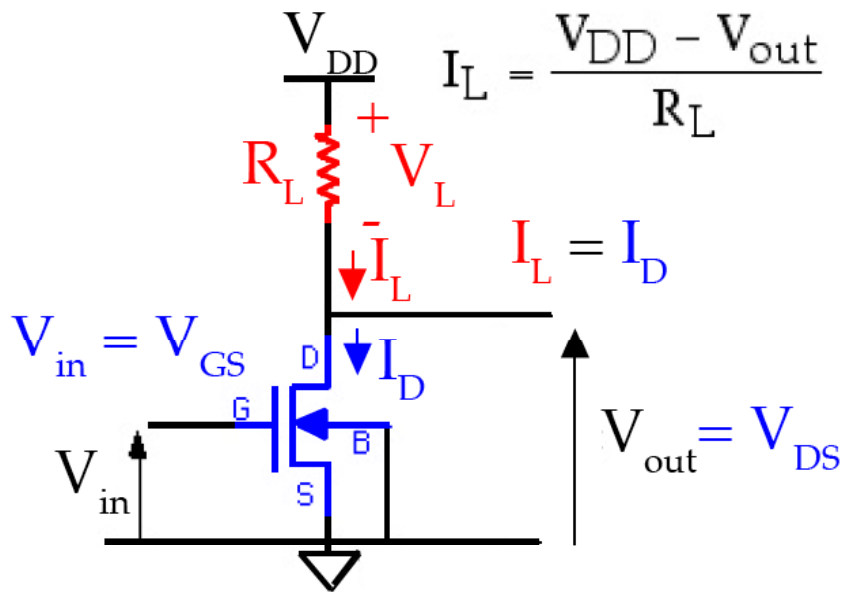 V_DD
I_L = (V_DD − V_out) / R_L
+
R_L
V_L
-
I_L
I_L = I_D
V_in = V_GS
D
I_D
G
B
V_out = V_DS
V_in
S